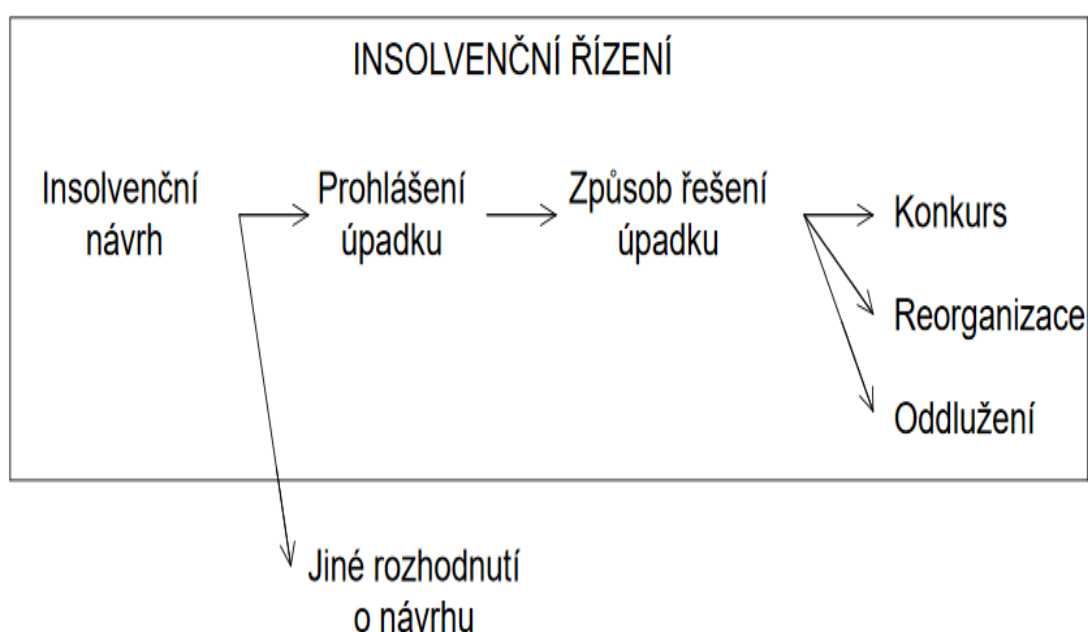 INSOLVENČNÍ ŘÍZENÍ
Insolvenční
návrh
Prohlášení
úpadku
Způsob řešení
úpadku
Konkurs
Reorganizace
Oddlužení
Jiné rozhodnutí
o návrhu